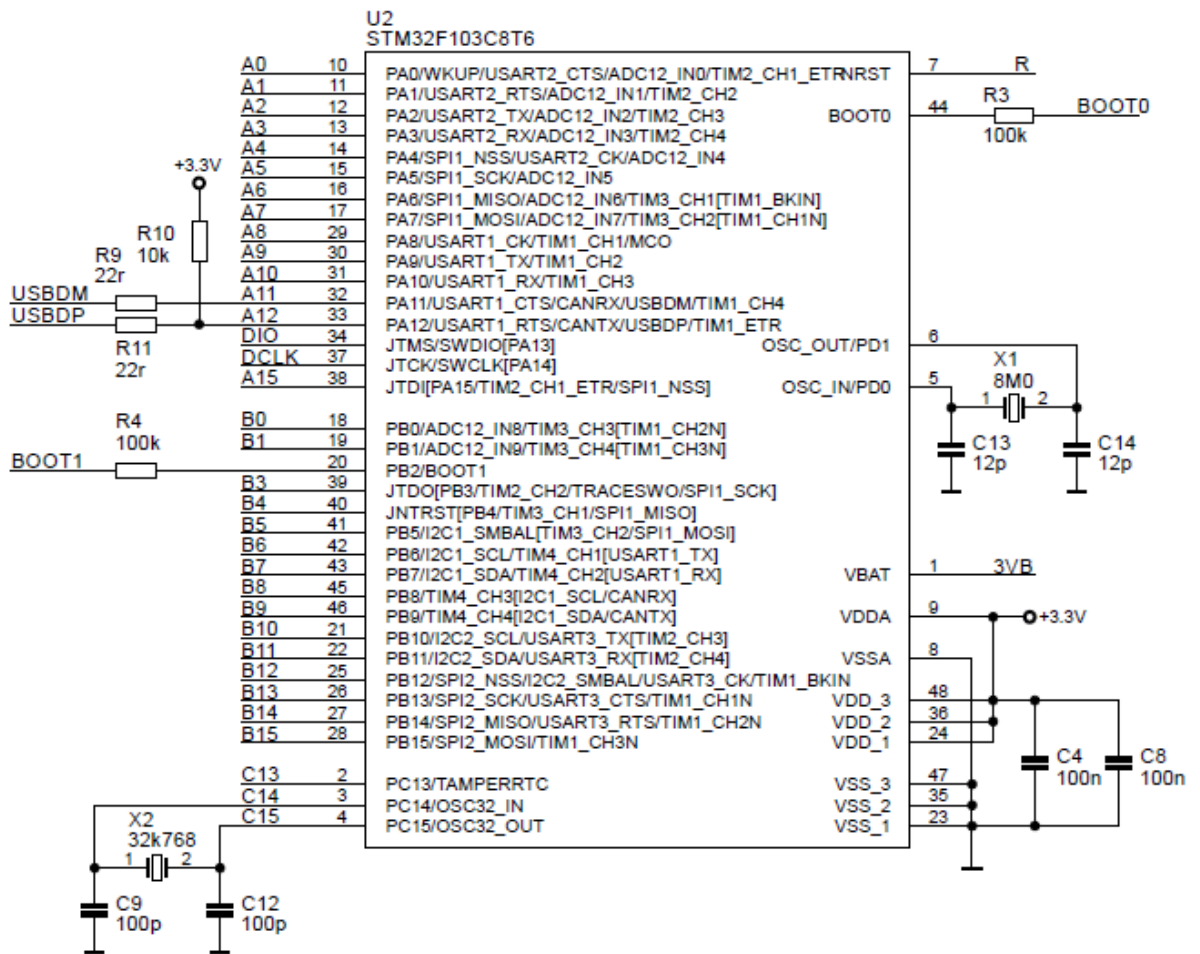 U2
STM32F103C8T6
A0 10 PA0/WKUP/USART2_CTS/ADC12_IN0/TIM2_CH1_ETR NRST 7 R
A1 11 PA1/USART2_RTS/ADC12_IN1/TIM2_CH2
R3
A2 12 PA2/USART2_TX/ADC12_IN2/TIM2_CH3 BOOT0 44 BOOT0
100k
A3 13 PA3/USART2_RX/ADC12_IN3/TIM2_CH4
A4 14 PA4/SPI1_NSS/USART2_CK/ADC12_IN4
+3.3V
A5 15 PA5/SPI1_SCK/ADC12_IN5
A6 16 PA6/SPI1_MISO/ADC12_IN6/TIM3_CH1[TIM1_BKIN]
A7 17 PA7/SPI1_MOSI/ADC12_IN7/TIM3_CH2[TIM1_CH1N]
R10
10k
A8 29 PA8/USART1_CK/TIM1_CH1/MCO
R9
22r
A9 30 PA9/USART1_TX/TIM1_CH2
A10 31 PA10/USART1_RX/TIM1_CH3
USBDM A11 32 PA11/USART1_CTS/CANRX/USBDM/TIM1_CH4
USBDP A12 33 PA12/USART1_RTS/CANTX/USBDP/TIM1_ETR
R11
22r
DIO 34 JTMS/SWDIO[PA13] OSC_OUT/PD1 6
DCLK 37 JTCK/SWCLK[PA14]
X1
8M0
A15 38 JTDI[PA15/TIM2_CH1_ETR/SPI1_NSS] OSC_IN/PD0 5
1 2
R4
100k
B0 18 PB0/ADC12_IN8/TIM3_CH3[TIM1_CH2N]
B1 19 PB1/ADC12_IN9/TIM3_CH4[TIM1_CH3N]
C13
12p
C14
12p
BOOT1 20 PB2/BOOT1
B3 39 JTDO[PB3/TIM2_CH2/TRACESWO/SPI1_SCK]
B4 40 JNTRST[PB4/TIM3_CH1/SPI1_MISO]
B5 41 PB5/I2C1_SMBAL[TIM3_CH2/SPI1_MOSI]
B6 42 PB6/I2C1_SCL/TIM4_CH1[USART1_TX]
B7 43 PB7/I2C1_SDA/TIM4_CH2[USART1_RX] VBAT 1 3VB
B8 45 PB8/TIM4_CH3[I2C1_SCL/CANRX]
B9 46 PB9/TIM4_CH4[I2C1_SDA/CANTX] VDDA 9 +3.3V
B10 21 PB10/I2C2_SCL/USART3_TX[TIM2_CH3]
B11 22 PB11/I2C2_SDA/USART3_RX[TIM2_CH4] VSSA 8
B12 25 PB12/SPI2_NSS/I2C2_SMBAL/USART3_CK/TIM1_BKIN
B13 26 PB13/SPI2_SCK/USART3_CTS/TIM1_CH1N VDD_3 48
B14 27 PB14/SPI2_MISO/USART3_RTS/TIM1_CH2N VDD_2 36
B15 28 PB15/SPI2_MOSI/TIM1_CH3N VDD_1 24
C4
100n
C8
100n
C13 2 PC13/TAMPERRTC VSS_3 47
C14 3 PC14/OSC32_IN VSS_2 35
C15 4 PC15/OSC32_OUT VSS_1 23
X2
32k768
1 2
C9
100p
C12
100p